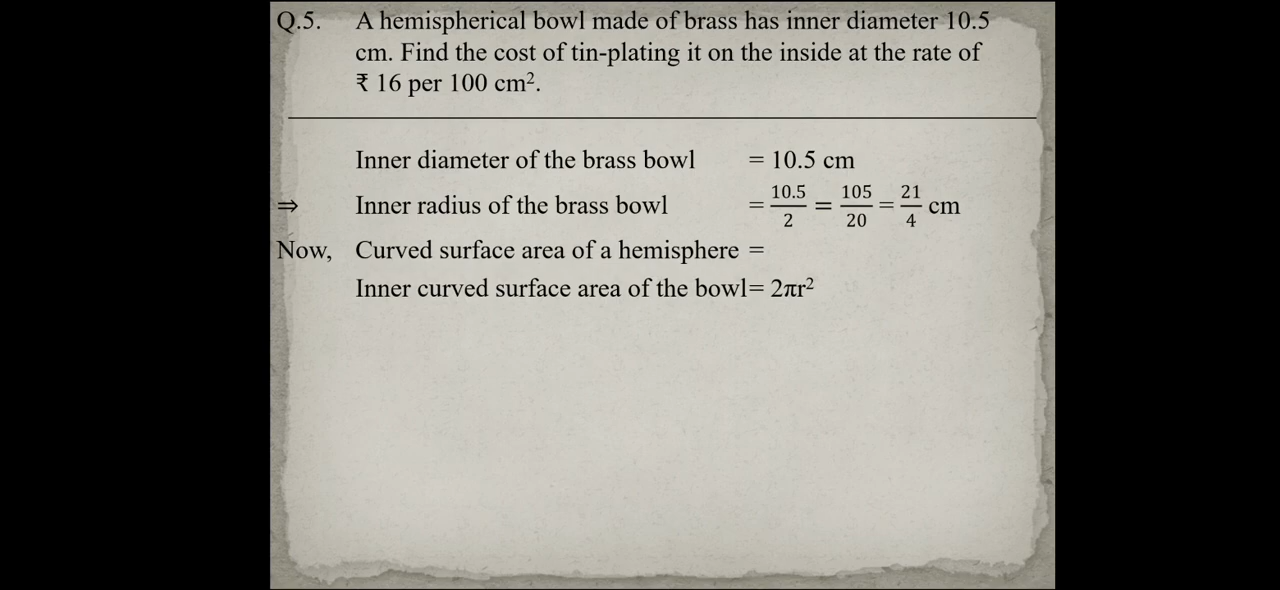 Q.5. A hemispherical bowl made of brass has inner diameter 10.5
cm. Find the cost of tin-plating it on the inside at the rate of
₹ 16 per 100 cm².
Inner diameter of the brass bowl = 10.5 cm
⇒ Inner radius of the brass bowl = 10.5/2 = 105/20 = 21/4 cm
Now, Curved surface area of a hemisphere =
Inner curved surface area of the bowl= 2πr²